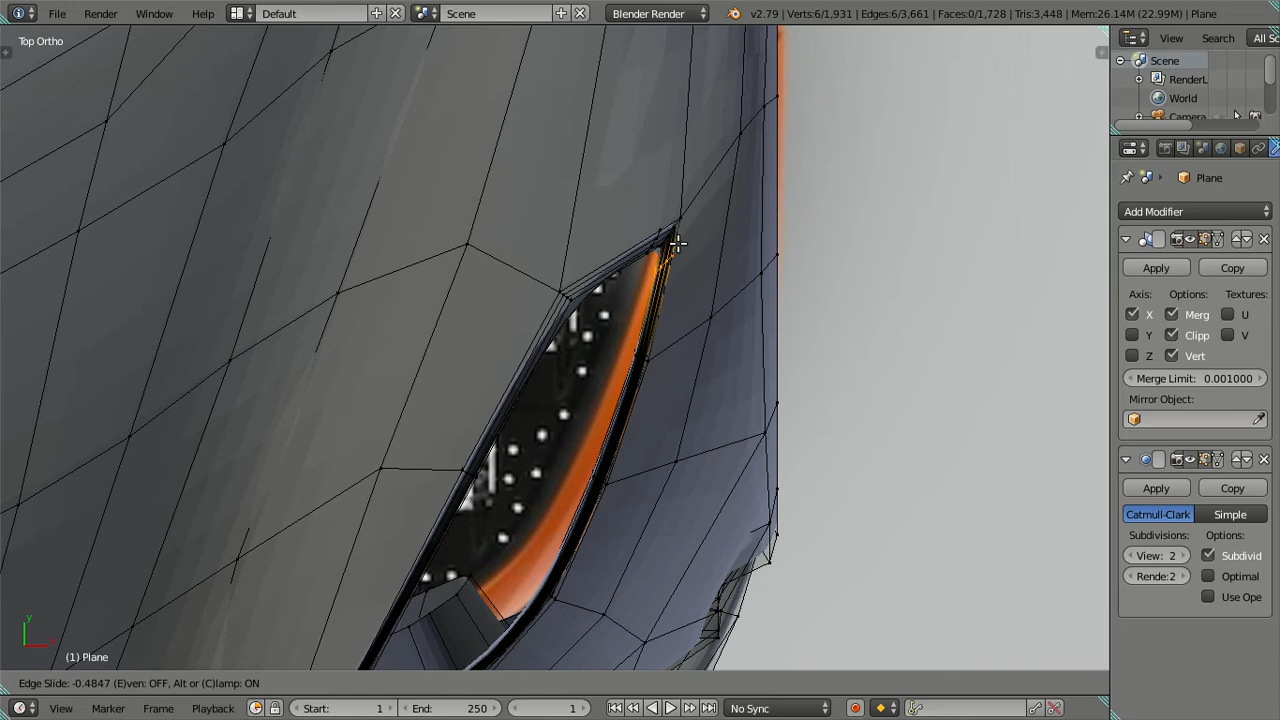 File Render Window Help Default Scene Blender Render v2.79 | Verts:6/1,931 | Edges:6/3,661 | Faces:0/1,728 | Tris:3,448 | Mem:26.14M (22.99M) | Plane
Top Ortho
View Search All Sc
Scene
RenderL
World
Camera
Plane
Add Modifier
Apply Copy
Axis: Options: Textures:
X Merg U
Y Clipp V
Z Vert
Merge Limit: 0.001000
Mirror Object:
Apply Copy
Catmull-Clark Simple
Subdivisions: Options:
View: 2 Subdivid
Rende: 2 Optimal
Use Ope
y
(1) Plane
Edge Slide: -0.4847 (E)ven: OFF, Alt or (C)lamp: ON
View Marker Frame Playback Start: 1 End: 250 1 No Sync